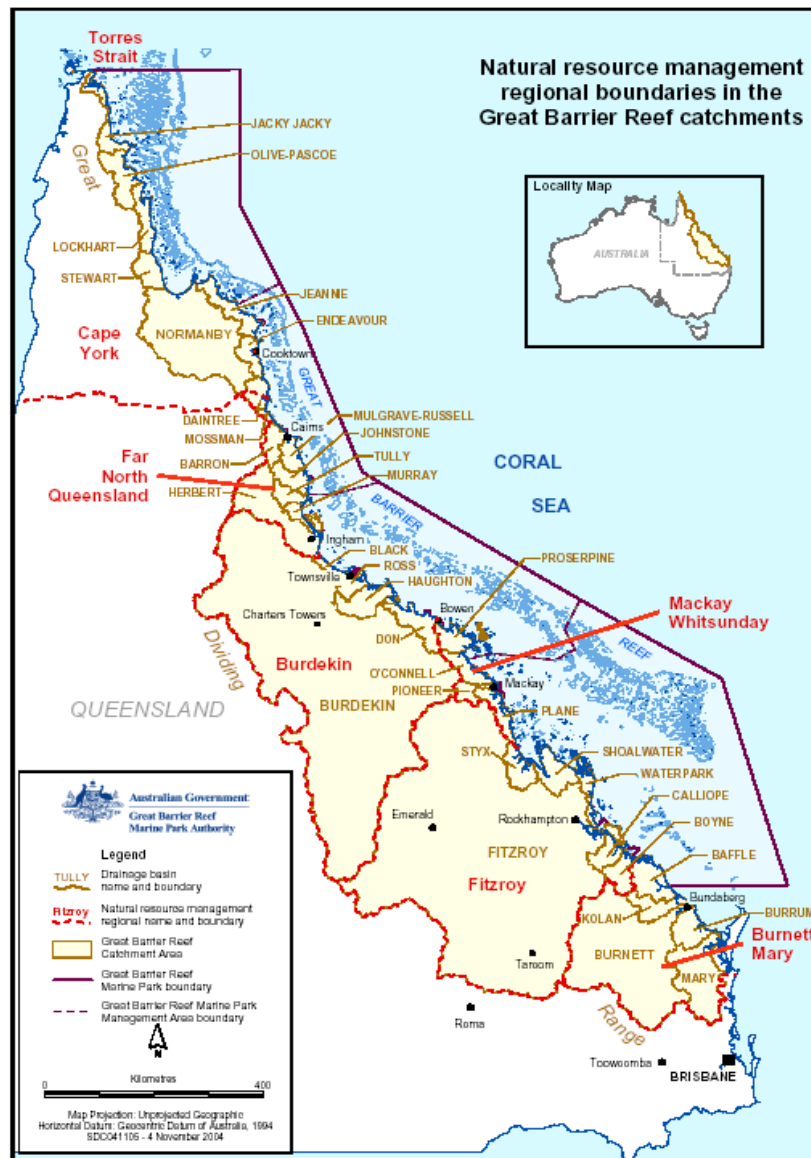 Torres
Strait
Natural resource management
regional boundaries in the
Great Barrier Reef catchments
JACKY JACKY
OLIVE-PASCOE
Great
Locality Map
AUSTRALIA
LOCKHART
STEWART
JEANNIE
ENDEAVOUR
NORMANBY
Cape
York
Cooktown
GREAT
DAINTREE
MOSSMAN
Cairns
MULGRAVE-RUSSELL
JOHNSTONE
BARRON
TULLY
MURRAY
Far
North
Queensland
HERBERT
CORAL
SEA
BARRIER
Ingham
BLACK
ROSS
HAUGHTON
PROSERPINE
Townsville
Charters Towers
Bowen
DON
Mackay
Whitsunday
REEF
Dividing
Burdekin
O'CONNELL
PIONEER
Mackay
BURDEKIN
PLANE
QUEENSLAND
STYX
SHOALWATER
WATERPARK
CALLIOPE
BOYNE
BAFFLE
Emerald
Rockhampton
FITZROY
Fitzroy
Bundaberg
KOLAN
BURRUM
BURNETT
Burnett
Mary
MARY
Taroom
Roma
Range
Toowoomba
BRISBANE
Australian Government
Great Barrier Reef
Marine Park Authority
Legend
TULLY
Drainage basin
name and boundary
Fitzroy
Natural resource management
regional name and boundary
Great Barrier Reef
Catchment Area
Great Barrier Reef
Marine Park boundary
Great Barrier Reef Marine Park
Management Area boundary
N
Kilometres
0
400
Map Projection: Unprojected Geographic
Horizontal Datum: Geocentric Datum of Australia, 1994
SDC041105 - 4 November 2004